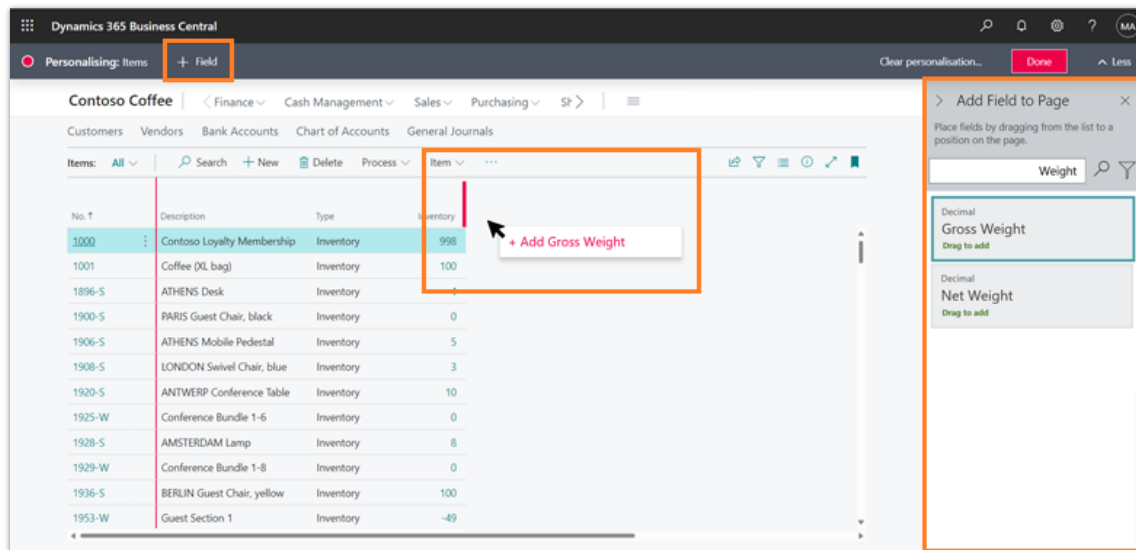 Dynamics 365 Business Central
?
MA
Personalising: Items
+ Field
Clear personalisation...
Done
Less
Contoso Coffee
Finance
Cash Management
Sales
Purchasing
Customers Vendors Bank Accounts Chart of Accounts General Journals
Items: All
Search
+ New
Delete
Process
Item
...
No. ↑ Description Type Inventory
1000 Contoso Loyalty Membership Inventory 998
1001 Coffee (XL bag) Inventory 100
1896-S ATHENS Desk Inventory
1900-S PARIS Guest Chair, black Inventory 0
1906-S ATHENS Mobile Pedestal Inventory 5
1908-S LONDON Swivel Chair, blue Inventory 3
1920-S ANTWERP Conference Table Inventory 10
1925-W Conference Bundle 1-6 Inventory 0
1928-S AMSTERDAM Lamp Inventory 8
1929-W Conference Bundle 1-8 Inventory 0
1936-S BERLIN Guest Chair, yellow Inventory 100
1953-W Guest Section 1 Inventory -49
+ Add Gross Weight
Add Field to Page
Place fields by dragging from the list to a
position on the page.
Weight
Decimal
Gross Weight
Drag to add
Decimal
Net Weight
Drag to add